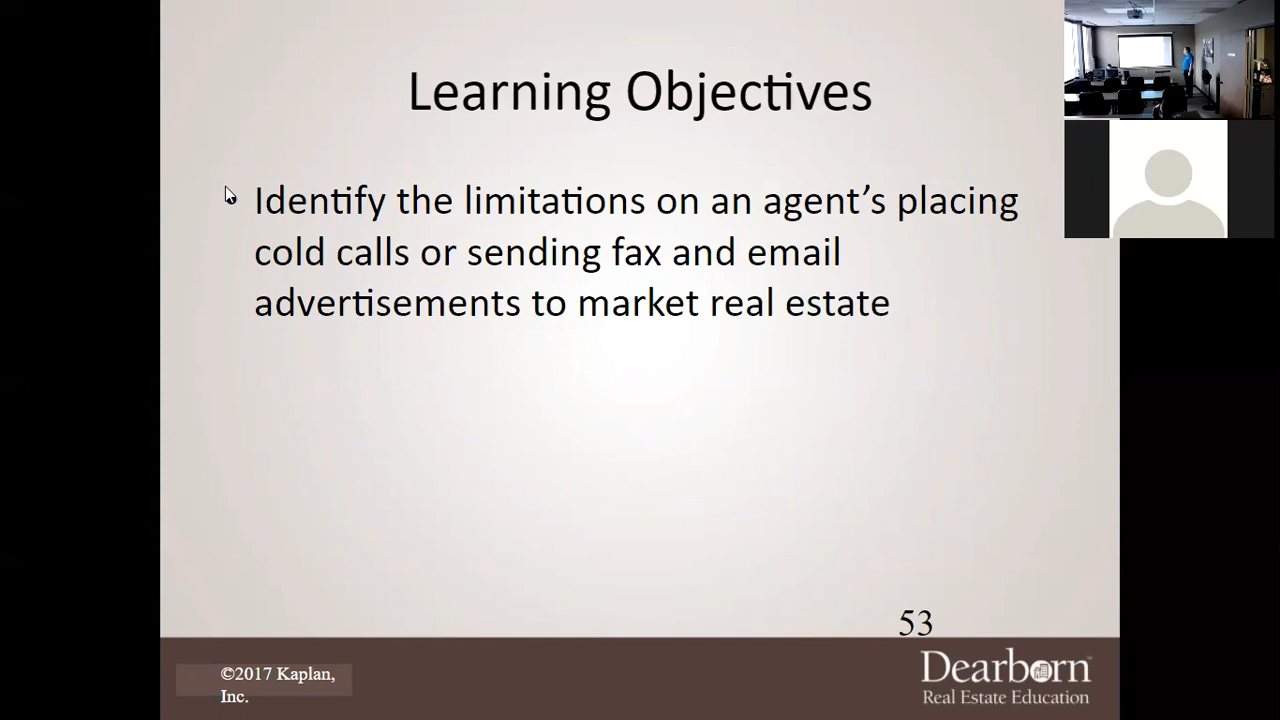 Learning Objectives
Identify the limitations on an agent’s placing
cold calls or sending fax and email
advertisements to market real estate
53
©2017 Kaplan,
Inc.
Dearborn™
Real Estate Education